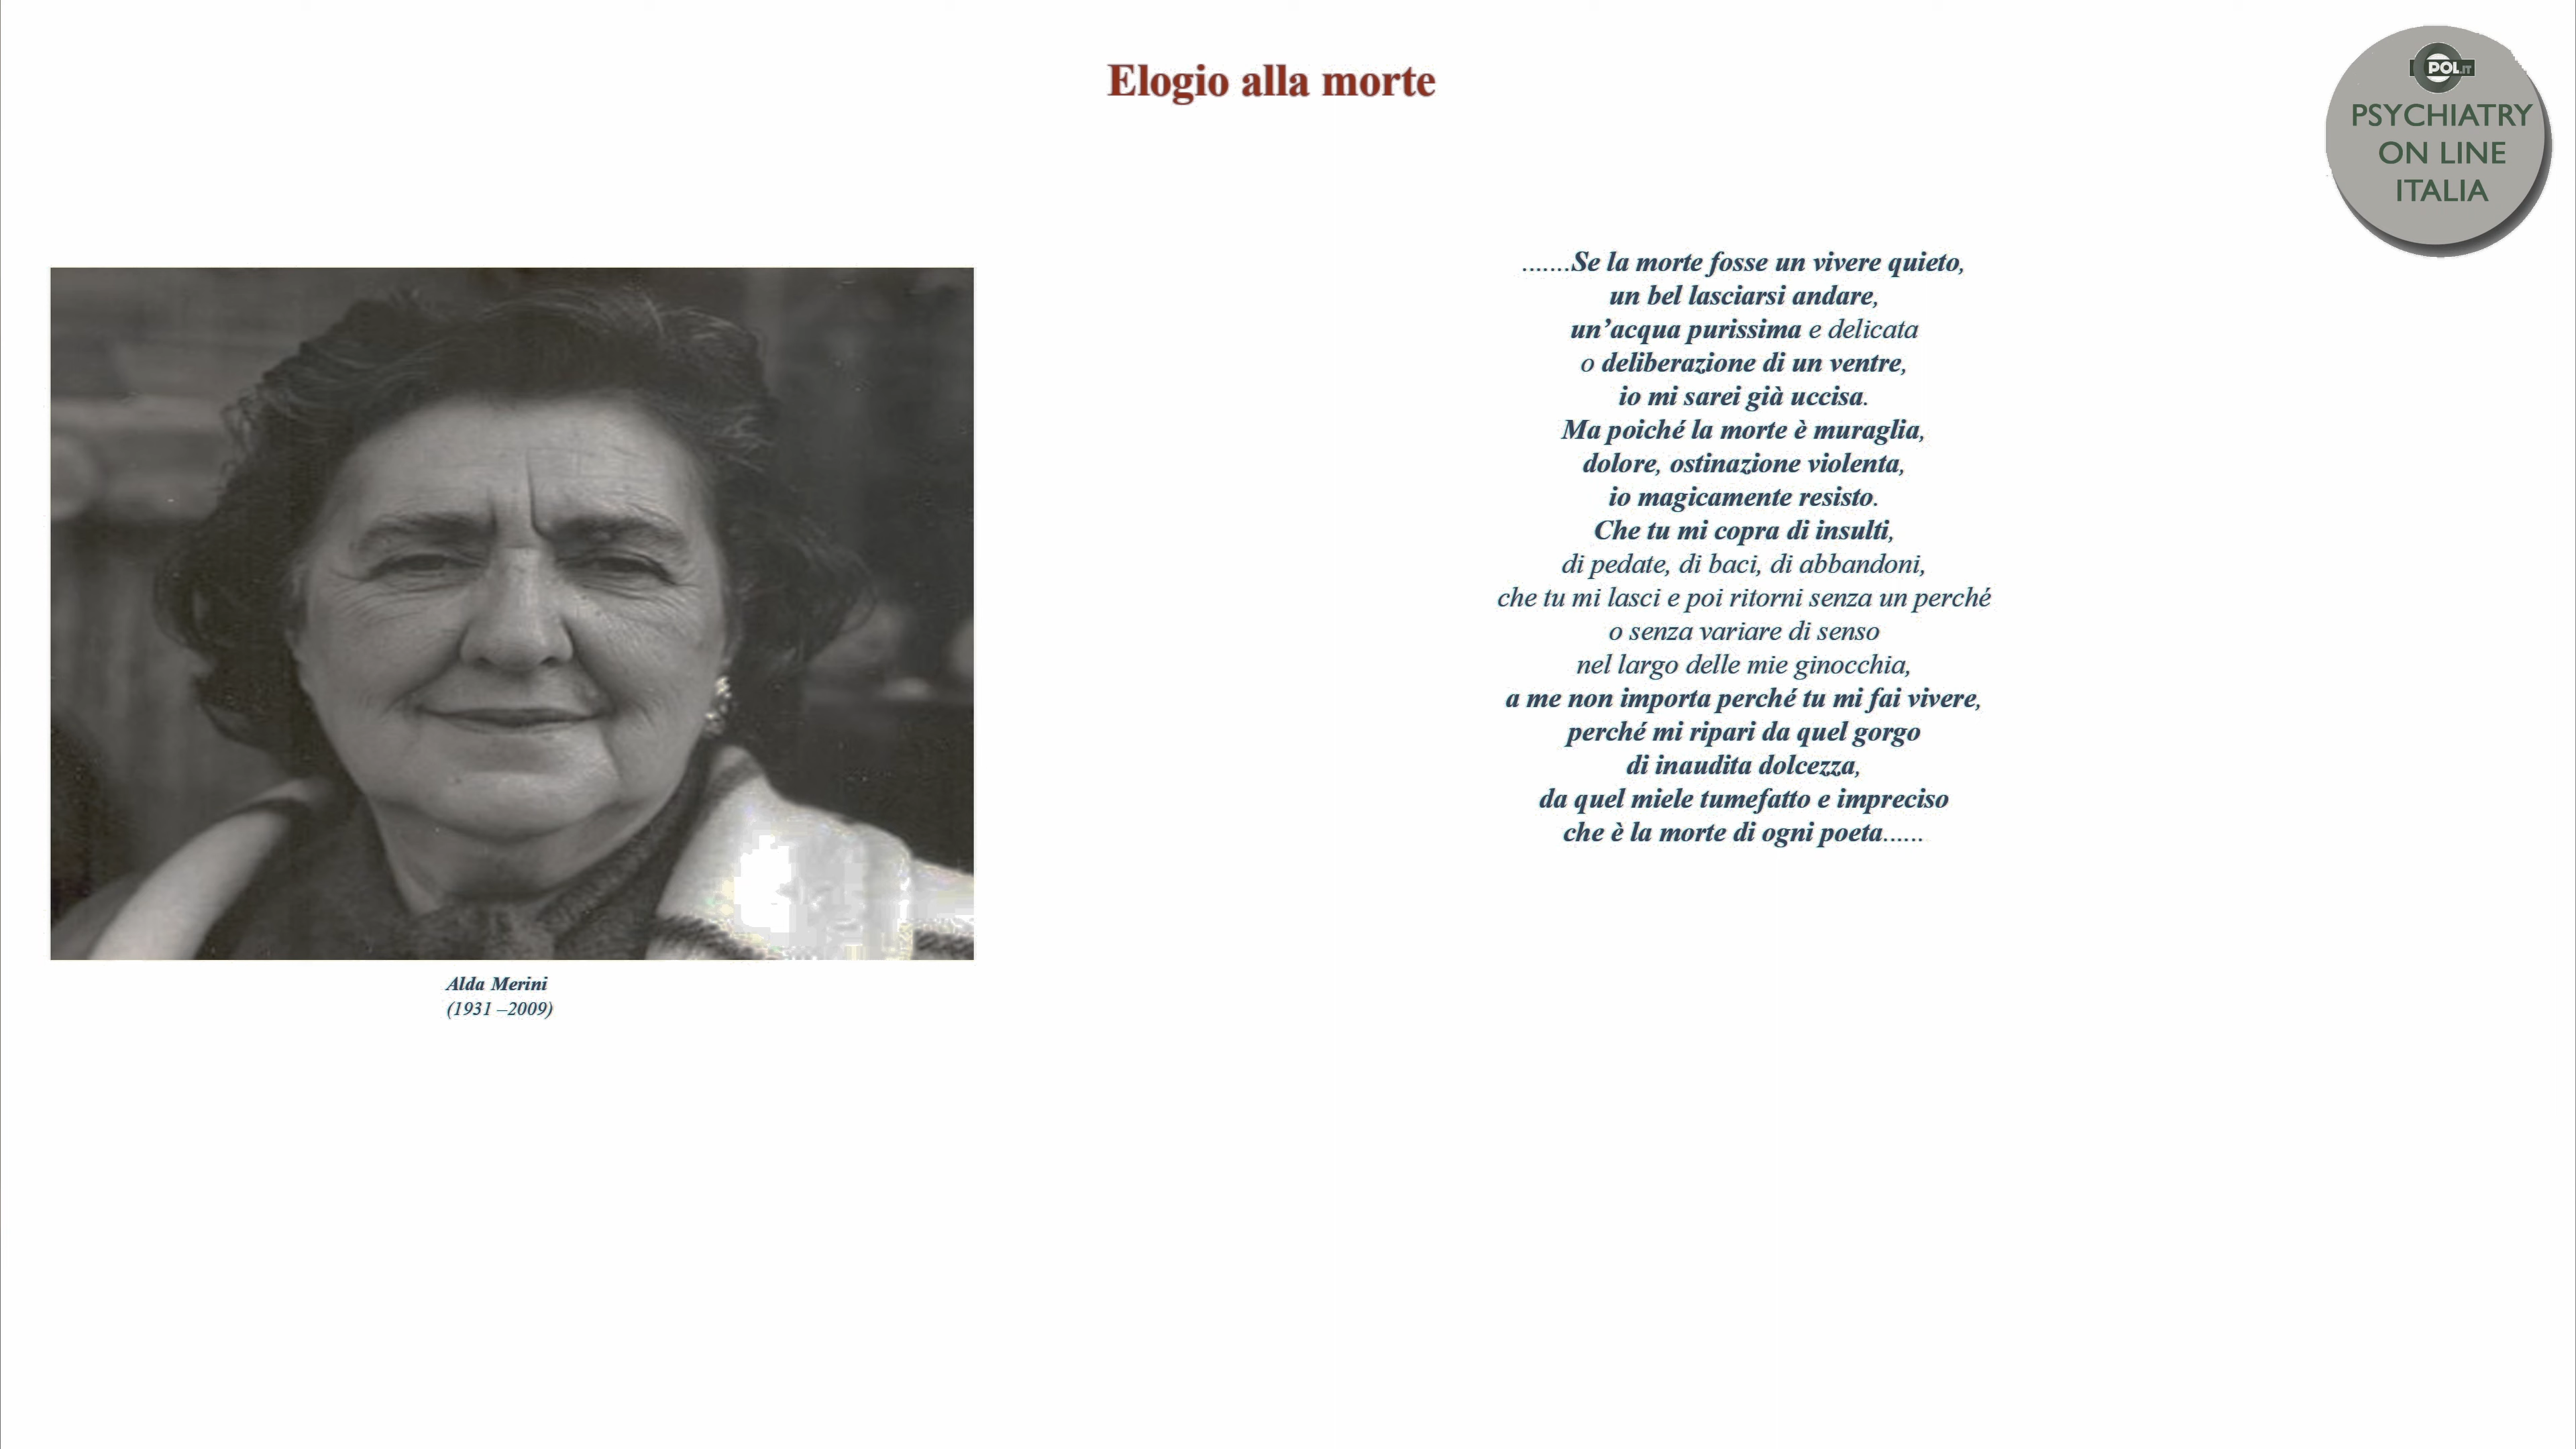 Elogio alla morte
POL.IT
PSYCHIATRY
ON LINE
ITALIA
.......Se la morte fosse un vivere quieto,
un bel lasciarsi andare,
un’acqua purissima e delicata
o deliberazione di un ventre,
io mi sarei già uccisa.
Ma poiché la morte è muraglia,
dolore, ostinazione violenta,
io magicamente resisto.
Che tu mi copra di insulti,
di pedate, di baci, di abbandoni,
che tu mi lasci e poi ritorni senza un perché
o senza variare di senso
nel largo delle mie ginocchia,
a me non importa perché tu mi fai vivere,
perché mi ripari da quel gorgo
di inaudita dolcezza,
da quel miele tumefatto e impreciso
che è la morte di ogni poeta......
Alda Merini
(1931 –2009)